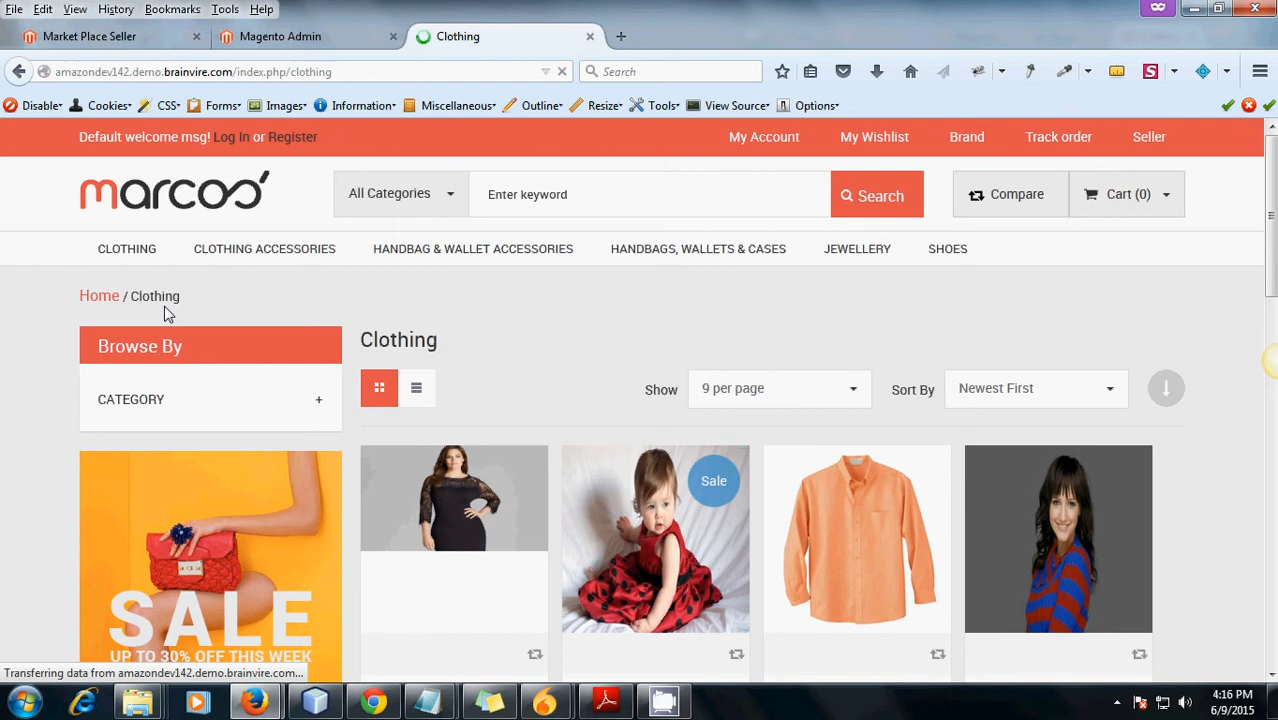 File Edit View History Bookmarks Tools Help
Market Place Seller Magento Admin Clothing
amazondev142.demo.brainvire.com/index.php/clothing Search
Disable Cookies CSS Forms Images Information Miscellaneous Outline Resize Tools View Source Options
Default welcome msg! Log In or Register My Account My Wishlist Brand Track order Seller
marcos' All Categories Enter keyword Search Compare Cart (0)
CLOTHING CLOTHING ACCESSORIES HANDBAG & WALLET ACCESSORIES HANDBAGS, WALLETS & CASES JEWELLERY SHOES
Home / Clothing
Browse By
CATEGORY +
Clothing
Show 9 per page Sort By Newest First
Sale
SALE
UP TO 30% OFF THIS WEEK
Transferring data from amazondev142.demo.brainvire.com...
4:16 PM
6/9/2015